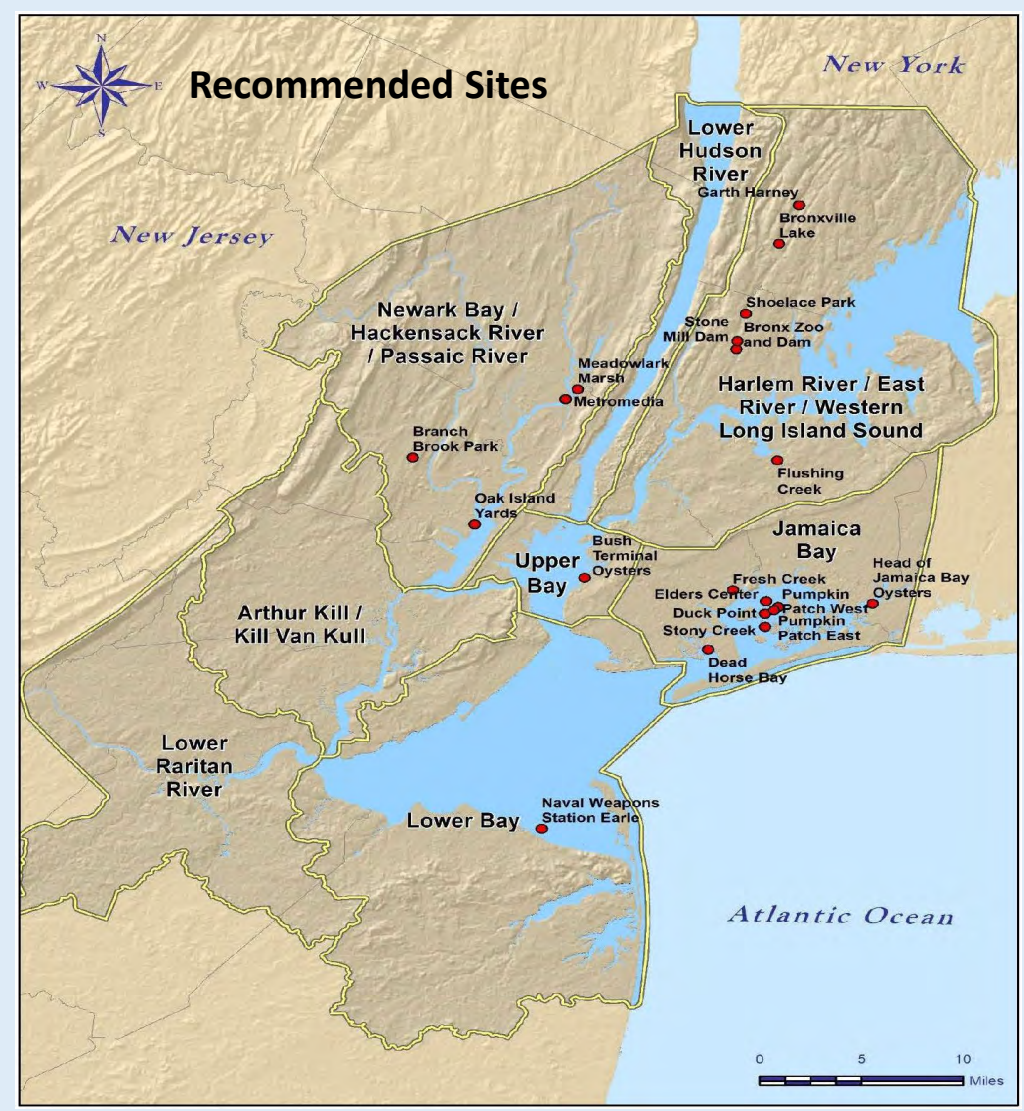 N
W
E
S
Recommended Sites
New York
New Jersey
Lower
Hudson
River
Garth Harney
Bronxville
Lake
Shoelace Park
Stone
Mill Dam
Bronx Zoo
and Dam
Newark Bay /
Hackensack River
/ Passaic River
Meadowlark
Marsh
Metromedia
Harlem River / East
River / Western
Long Island Sound
Branch
Brook Park
Flushing
Creek
Oak Island
Yards
Jamaica
Bay
Bush
Terminal
Oysters
Upper
Bay
Head of
Jamaica Bay
Oysters
Fresh Creek
Elders Center
Pumpkin
Patch West
Duck Point
Pumpkin
Patch East
Stony Creek
Dead
Horse Bay
Arthur Kill /
Kill Van Kull
Lower
Raritan
River
Naval Weapons
Station Earle
Lower Bay
Atlantic Ocean
0
5
10
Miles